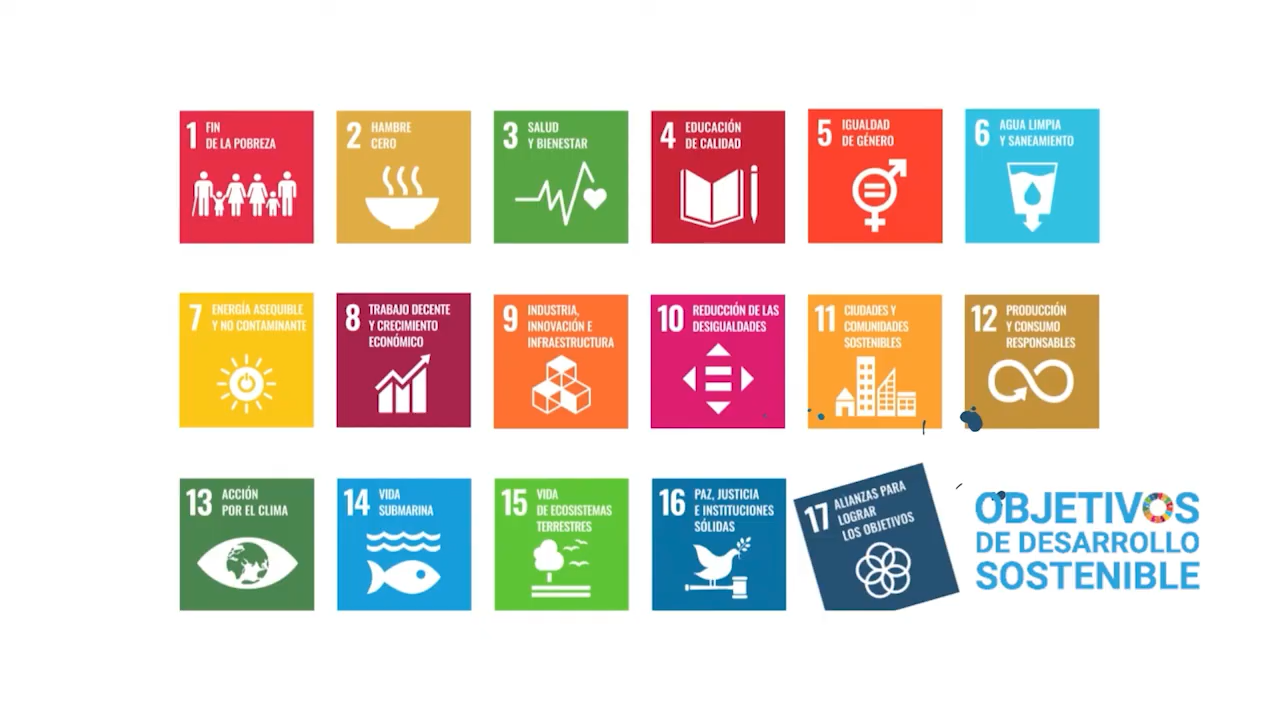 1 FIN
DE LA POBREZA
2 HAMBRE
CERO
3 SALUD
Y BIENESTAR
4 EDUCACIÓN
DE CALIDAD
5 IGUALDAD
DE GÉNERO
6 AGUA LIMPIA
Y SANEAMIENTO
7 ENERGÍA ASEQUIBLE
Y NO CONTAMINANTE
8 TRABAJO DECENTE
Y CRECIMIENTO
ECONÓMICO
9 INDUSTRIA,
INNOVACIÓN E
INFRAESTRUCTURA
10 REDUCCIÓN DE LAS
DESIGUALDADES
11 CIUDADES Y
COMUNIDADES
SOSTENIBLES
12 PRODUCCIÓN
Y CONSUMO
RESPONSABLES
13 ACCIÓN
POR EL CLIMA
14 VIDA
SUBMARINA
15 VIDA
DE ECOSISTEMAS
TERRESTRES
16 PAZ, JUSTICIA
E INSTITUCIONES
SÓLIDAS
17 ALIANZAS PARA
LOGRAR
LOS OBJETIVOS
OBJETIVOS
DE DESARROLLO
SOSTENIBLE